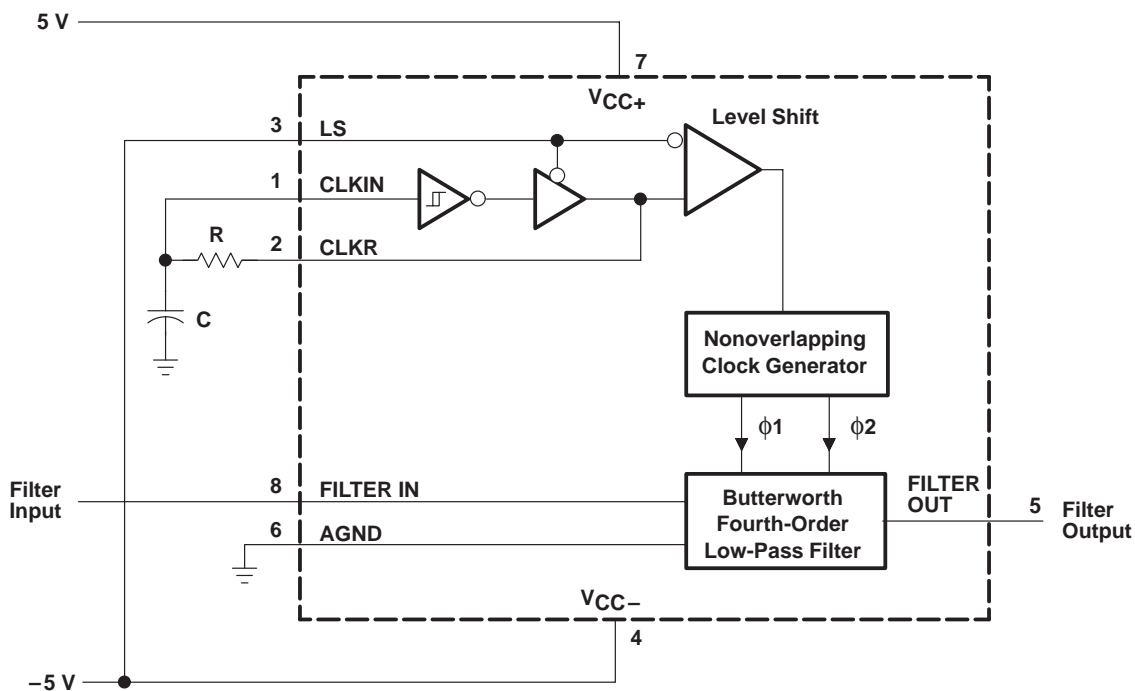 5 V
7
VCC+
Level Shift
3
LS
1
CLKIN
R
2
CLKR
C
Nonoverlapping
Clock Generator
ϕ1
ϕ2
8
FILTER IN
Filter
Input
6
AGND
Butterworth
Fourth-Order
Low-Pass Filter
FILTER
OUT
5
Filter
Output
VCC–
4
–5 V